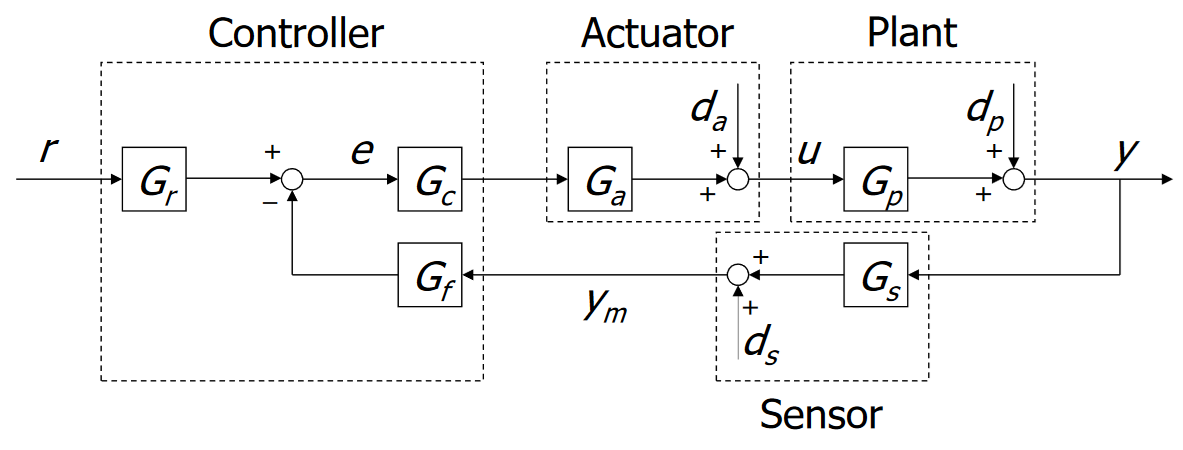 Controller Actuator Plant
d_a d_p
r + e + u + y
G_r G_c G_a G_p
− + +
G_f + G_s
y_m +
d_s
Sensor